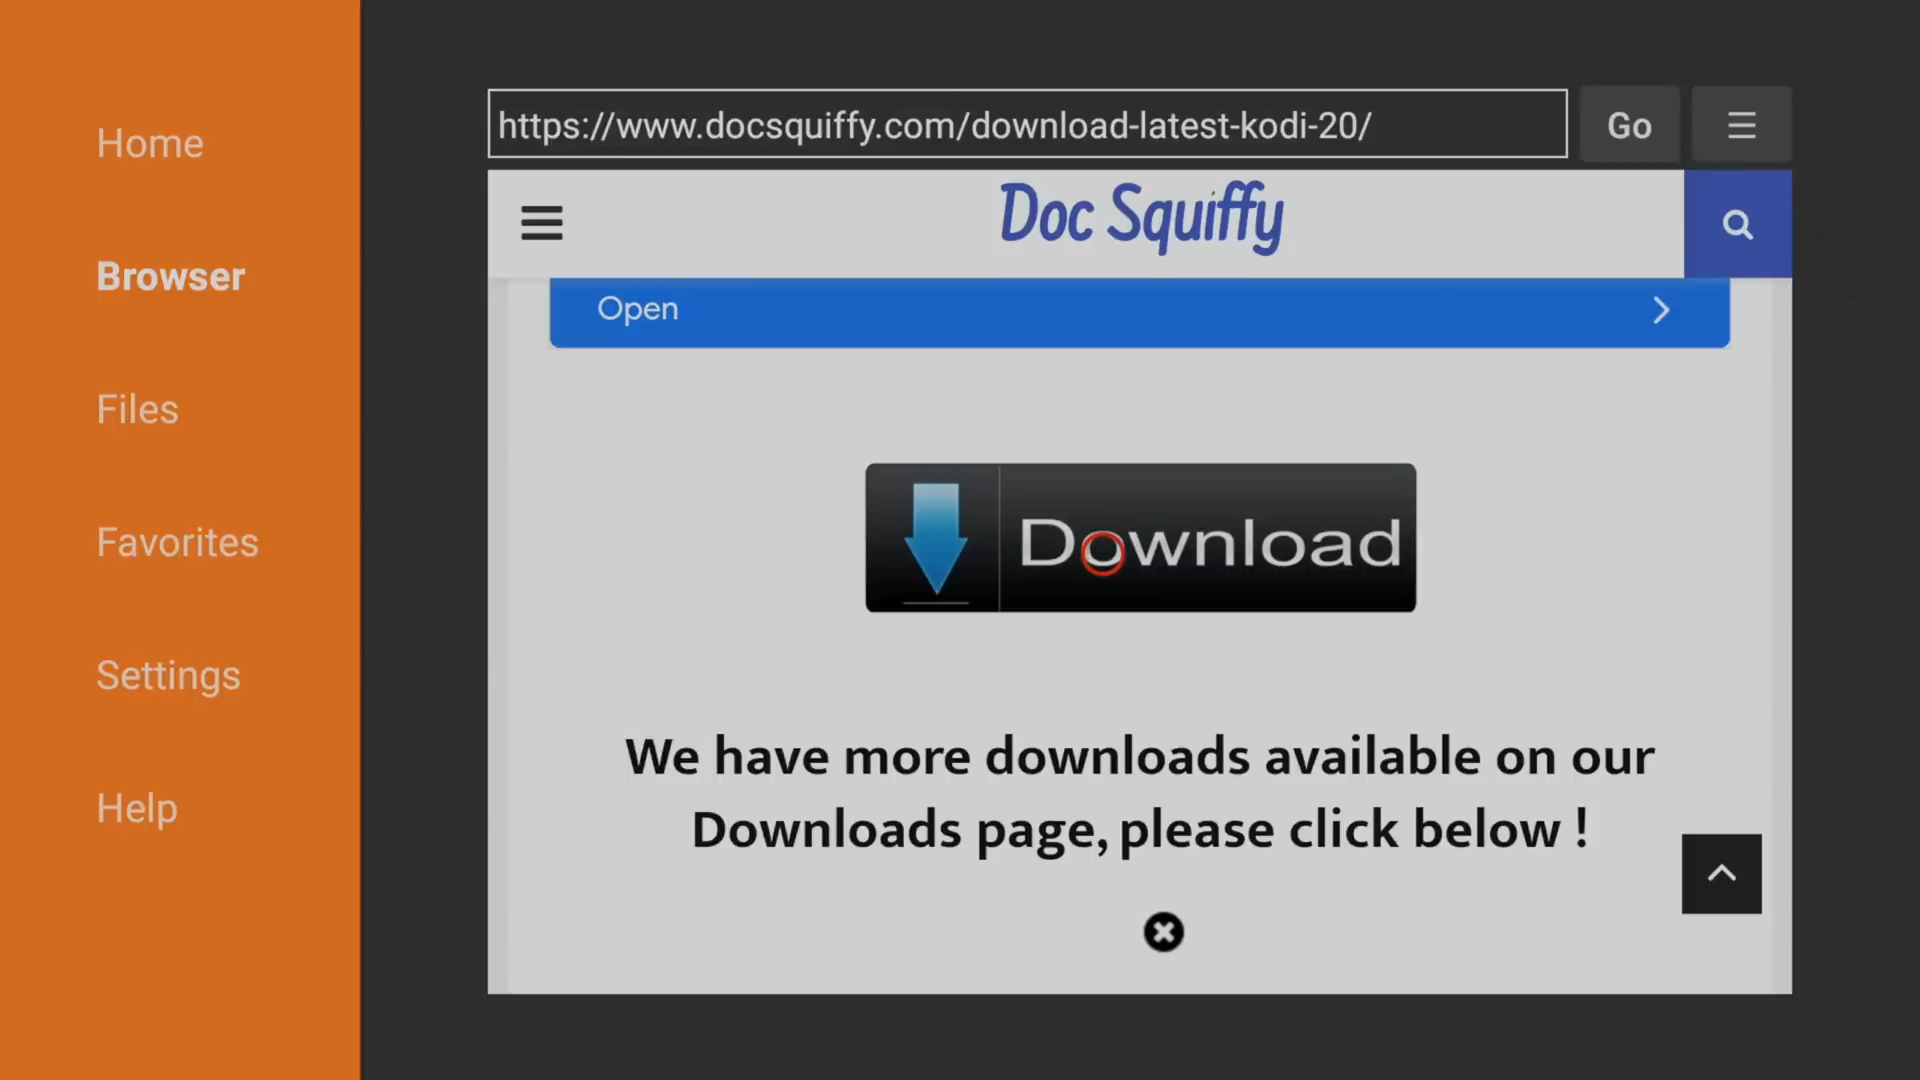 Home
Browser
Files
Favorites
Settings
Help
https://www.docsquiffy.com/download-latest-kodi-20/
Go
Doc Squiffy
Open
Download
We have more downloads available on our
Downloads page, please click below !